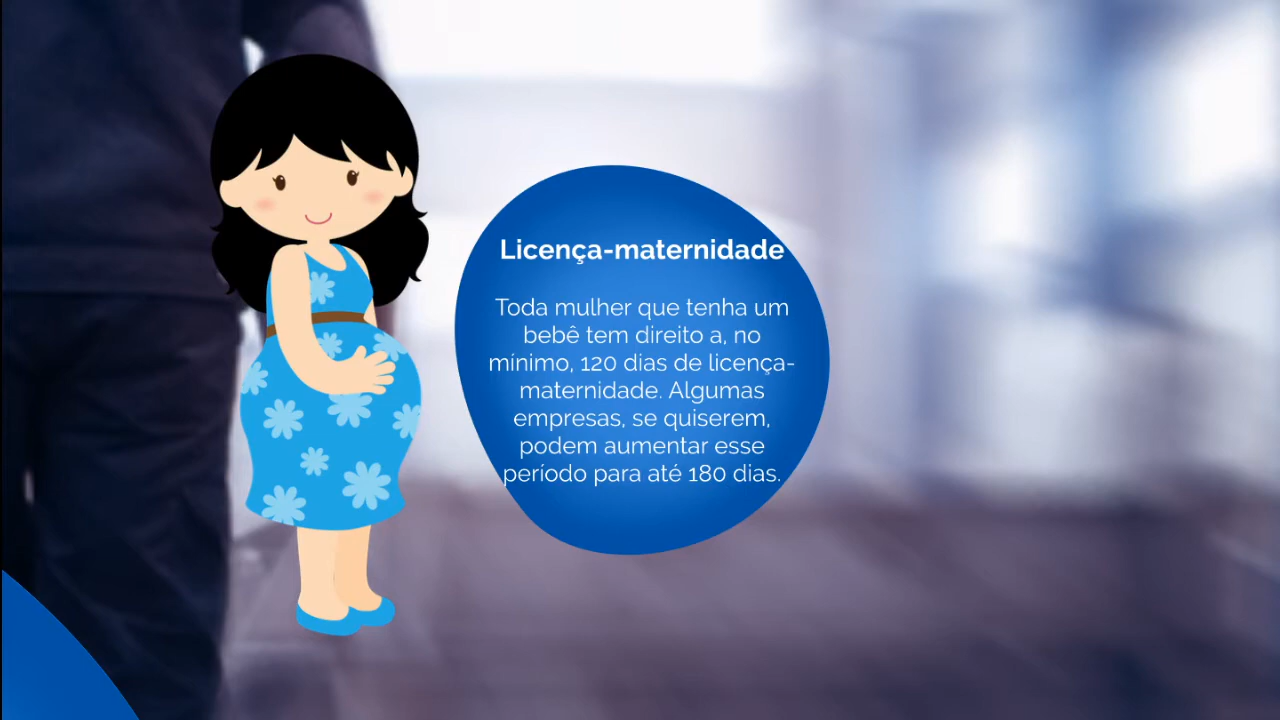 Licença-maternidade
Toda mulher que tenha um
bebê tem direito a, no
mínimo, 120 dias de licença-
maternidade. Algumas
empresas, se quiserem,
podem aumentar esse
período para até 180 dias.